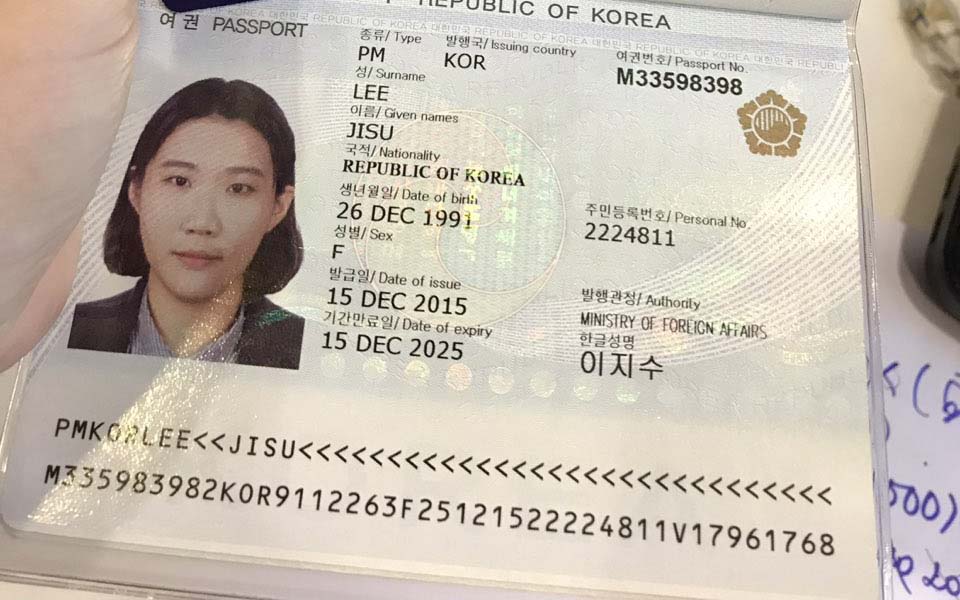 REPUBLIC OF KOREA
여권 PASSPORT
종류/ Type 발행국/ Issuing country 여권번호/ Passport No.
PM KOR M33598398
성/ Surname
LEE
이름/ Given names
JISU
국적/ Nationality
REPUBLIC OF KOREA
생년월일/ Date of birth 주민등록번호/ Personal No.
26 DEC 1991 2224811
성별/ Sex
F
발급일/ Date of issue 발행관청/ Authority
15 DEC 2015 MINISTRY OF FOREIGN AFFAIRS
기간만료일/ Date of expiry 한글성명
15 DEC 2025 이지수
PMKORLEE<<JISU<<<<<<<<<<<<<<<<<<<<<<<<<<<<<<
M335983982KOR9112263F25121522224811V17961768